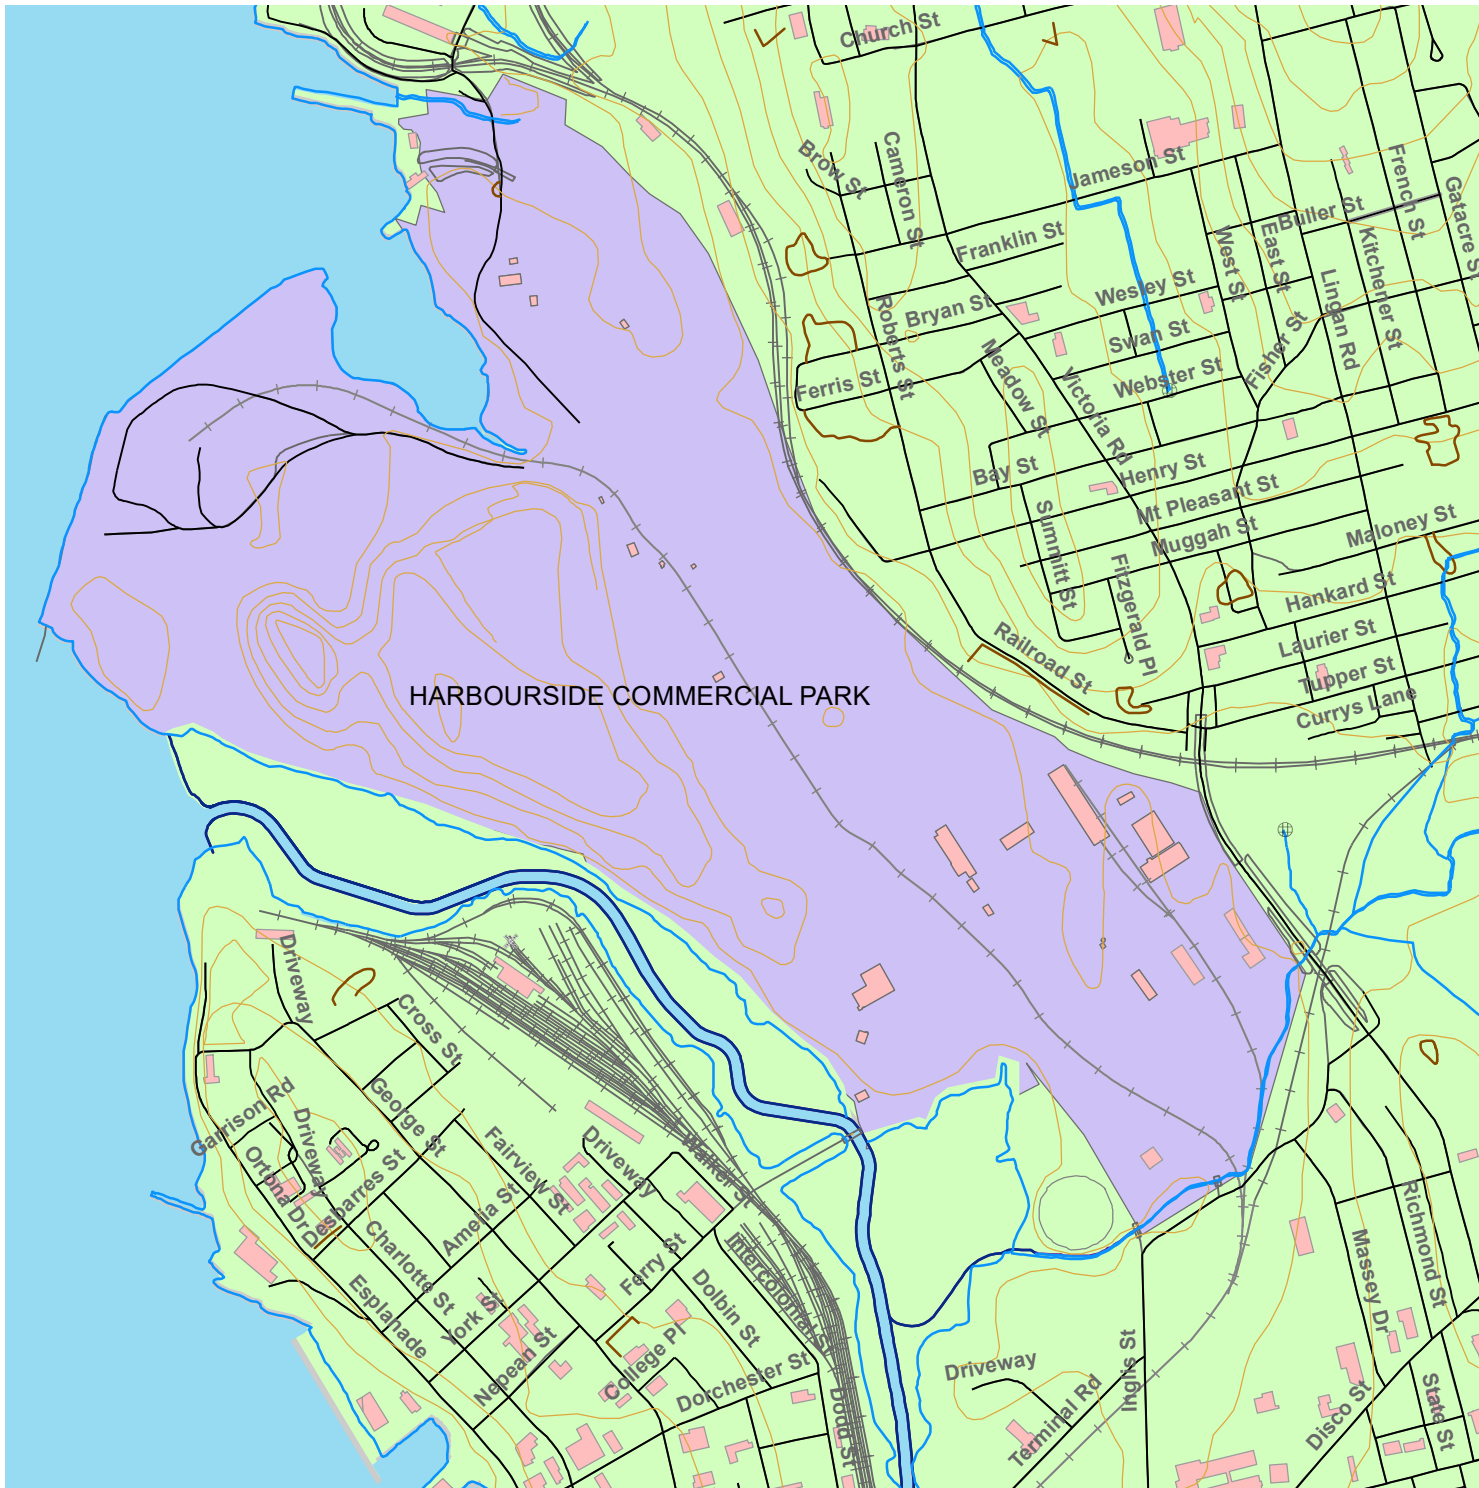 Church St
Jameson St
Brow St
Cameron St
French St
Gatacre St
Buller St
Franklin St
West St
East St
Kitchener St
Lingan Rd
Wesley St
Bryan St
Roberts St
Swan St
Fisher St
Webster St
Ferris St
Meadow St
Victoria Rd
Bay St
Henry St
Mt Pleasant St
Muggah St
Maloney St
Summitt St
Fitzgerald Pl
Hankard St
Laurier St
Railroad St
Tupper St
Currys Lane
HARBOURSIDE COMMERCIAL PARK
Driveway
Cross St
George St
Garrison Rd
Driveway
Ortona Dr
Desbarres St
Fairview St
Driveway
Walker St
Amelia St
Charlotte St
Esplanade
York St
Ferry St
Intercolonial St
Dolbin St
Nepean St
College Pl
Dorchester St
Dodd St
Driveway
Terminal Rd
Inglis St
Massey Dr
Richmond St
Disco St
State St